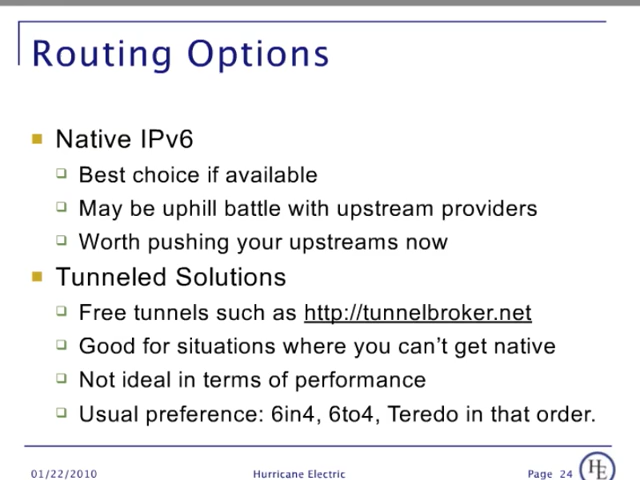 Routing Options
Native IPv6
Best choice if available
May be uphill battle with upstream providers
Worth pushing your upstreams now
Tunneled Solutions
Free tunnels such as http://tunnelbroker.net
Good for situations where you can’t get native
Not ideal in terms of performance
Usual preference: 6in4, 6to4, Teredo in that order.
01/22/2010 Hurricane Electric Page 24 HE